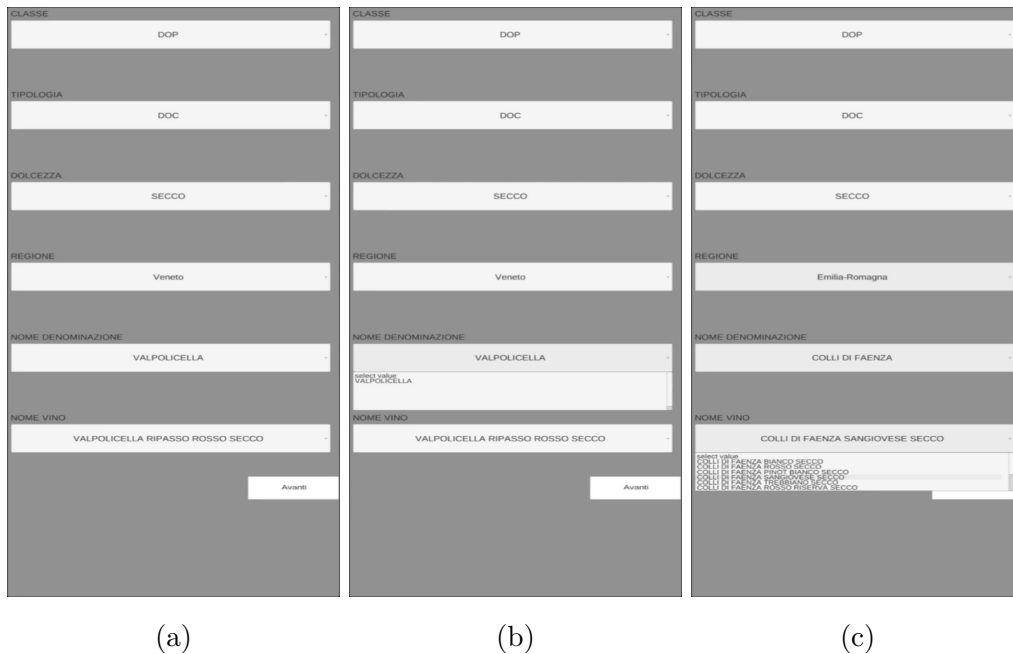 CLASSE
DOP
TIPOLOGIA
DOC
DOLCEZZA
SECCO
REGIONE
Veneto
NOME DENOMINAZIONE
VALPOLICELLA
NOME VINO
VALPOLICELLA RIPASSO ROSSO SECCO
Avanti
(a)
CLASSE
DOP
TIPOLOGIA
DOC
DOLCEZZA
SECCO
REGIONE
Veneto
NOME DENOMINAZIONE
VALPOLICELLA
select value
VALPOLICELLA
NOME VINO
VALPOLICELLA RIPASSO ROSSO SECCO
Avanti
(b)
CLASSE
DOP
TIPOLOGIA
DOC
DOLCEZZA
SECCO
REGIONE
Emilia-Romagna
NOME DENOMINAZIONE
COLLI DI FAENZA
NOME VINO
COLLI DI FAENZA SANGIOVESE SECCO
select value
COLLI DI FAENZA BIANCO SECCO
COLLI DI FAENZA ROSSO SECCO
COLLI DI FAENZA PINOT BIANCO SECCO
COLLI DI FAENZA SANGIOVESE SECCO
COLLI DI FAENZA TREBBIANO SECCO
COLLI DI FAENZA ROSSO RISERVA SECCO
(c)